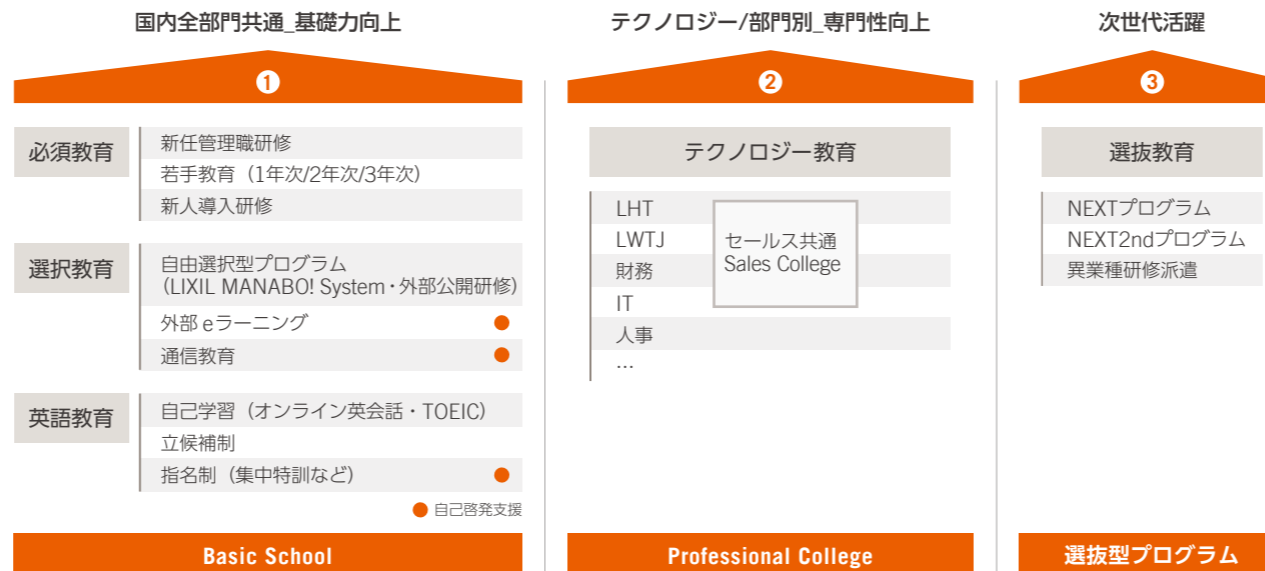 国内全部門共通_基礎力向上
1
必須教育
新任管理職研修
若手教育（1年次/2年次/3年次）
新人導入研修
選択教育
自由選択型プログラム
（LIXIL MANABO! System・外部公開研修）
外部 eラーニング
通信教育
英語教育
自己学習（オンライン英会話・TOEIC）
立候補制
指名制（集中特訓など）
自己啓発支援
Basic School
テクノロジー/部門別_専門性向上
2
テクノロジー教育
LHT
LWTJ
財務
IT
人事
…
セールス共通
Sales College
Professional College
次世代活躍
3
選抜教育
NEXTプログラム
NEXT2ndプログラム
異業種研修派遣
選抜型プログラム